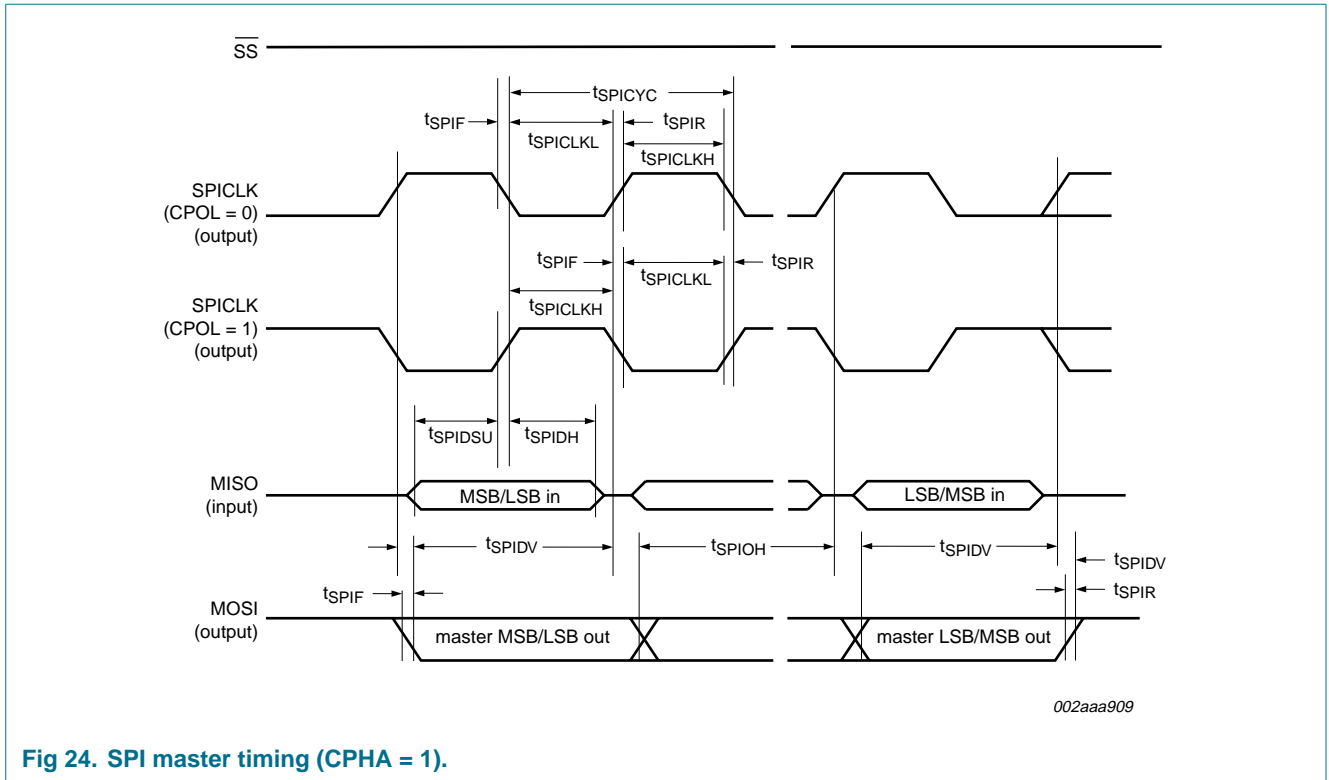 SS
tSPICYC
tSPIF
tSPIR
tSPICLKL
tSPICLKH
SPICLK
(CPOL = 0)
(output)
tSPIF
tSPICLKL
tSPIR
tSPICLKH
SPICLK
(CPOL = 1)
(output)
tSPIDSU
tSPIDH
MISO
(input)
MSB/LSB in
LSB/MSB in
tSPIDV
tSPIOH
tSPIDV
tSPIDV
tSPIF
tSPIR
MOSI
(output)
master MSB/LSB out
master LSB/MSB out
002aaa909
Fig 24. SPI master timing (CPHA = 1).